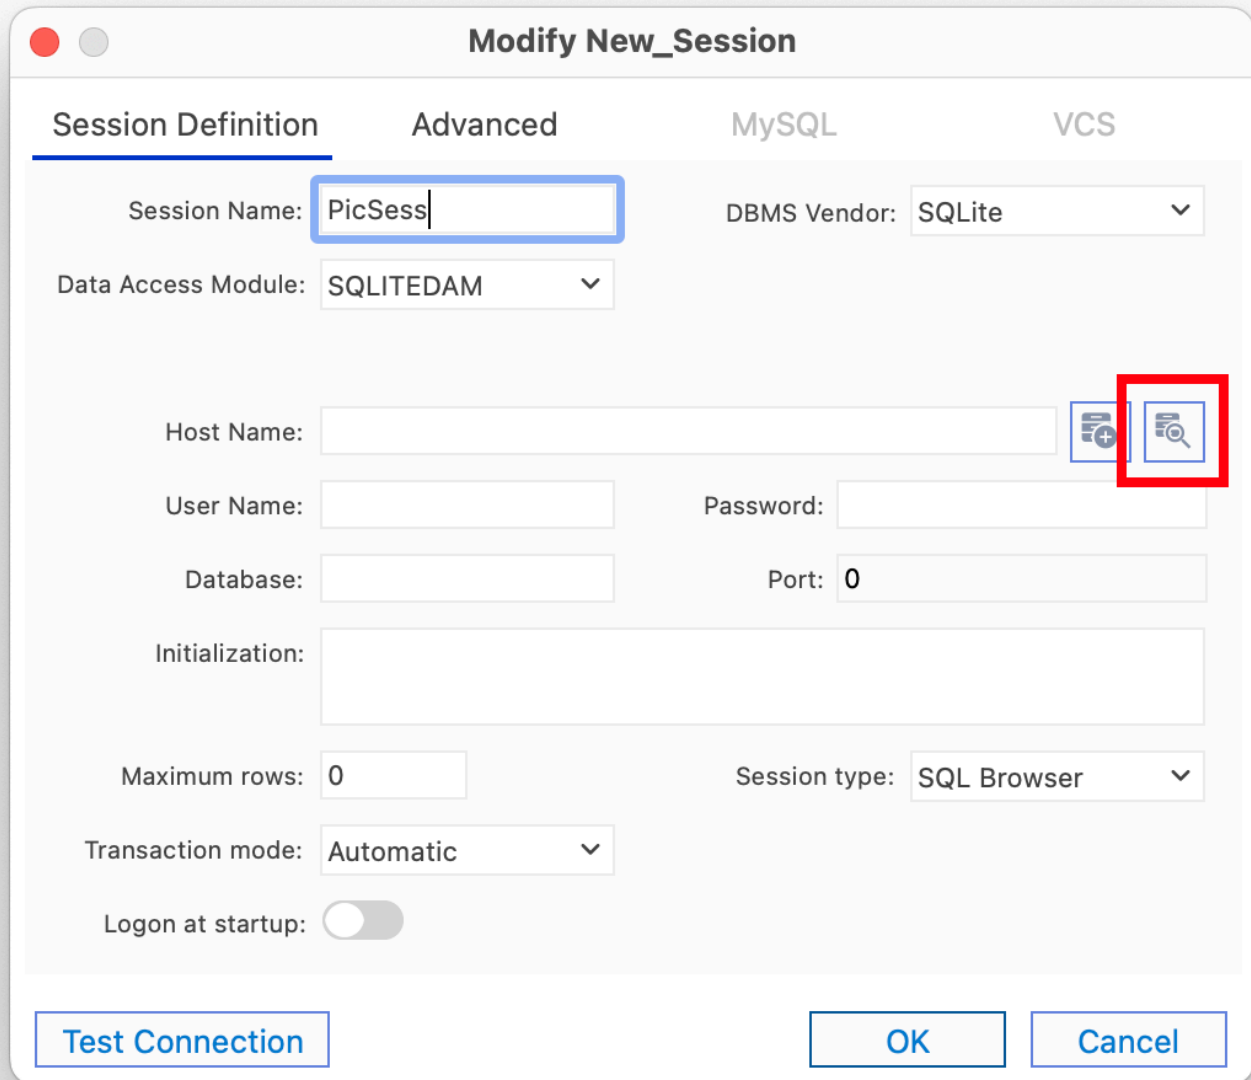 Modify New_Session
Session Definition Advanced MySQL VCS
Session Name: PicSess DBMS Vendor: SQLite
Data Access Module: SQLITEDAM
Host Name:
User Name: Password:
Database: Port: 0
Initialization:
Maximum rows: 0 Session type: SQL Browser
Transaction mode: Automatic
Logon at startup:
Test Connection OK Cancel